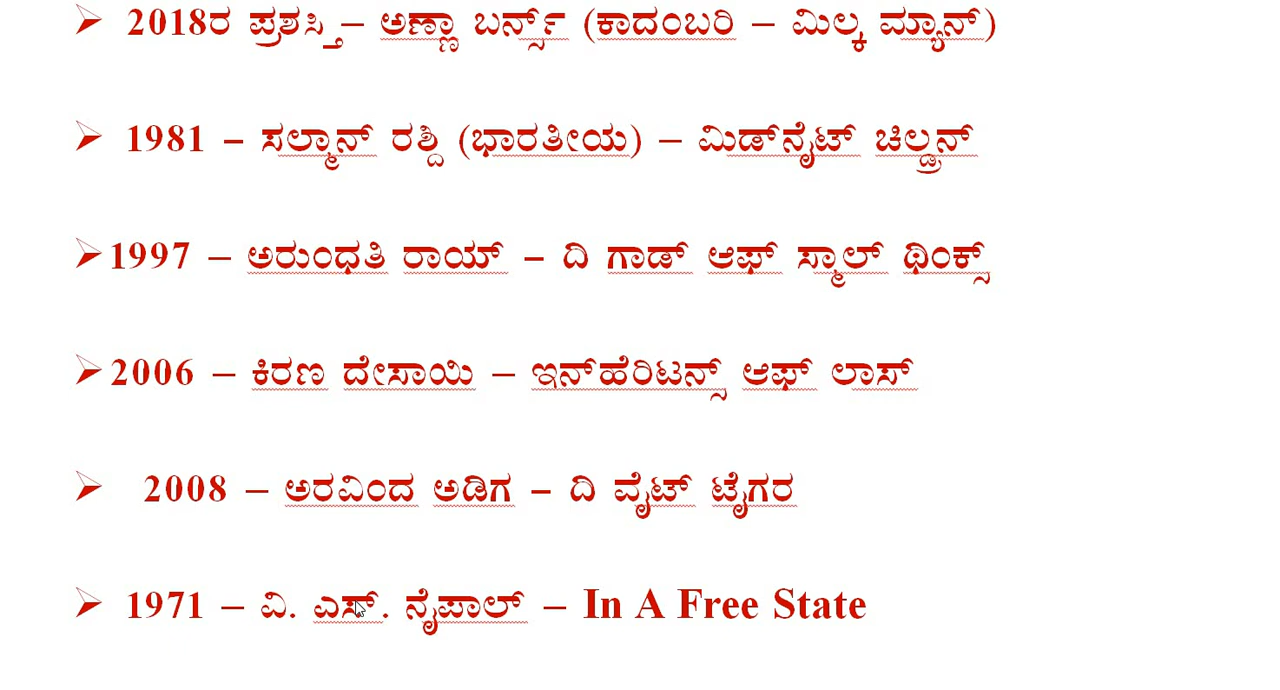 ➢ 2018ರ ಪ್ರಶಸ್ತಿ – ಅಣ್ಣಾ ಬರ್ನ್ಸ್ (ಕಾದಂಬರಿ – ಮಿಲ್ಕ ಮ್ಯಾನ್)
➢ 1981 – ಸಲ್ಮಾನ್ ರಶ್ದಿ (ಭಾರತೀಯ) – ಮಿಡ್‌ನೈಟ್ ಚಿಲ್ಡ್ರನ್
➢ 1997 – ಅರುಂಧತಿ ರಾಯ್ – ದಿ ಗಾಡ್ ಆಫ್ ಸ್ಮಾಲ್ ಥಿಂಕ್ಸ್
➢ 2006 – ಕಿರಣ ದೇಸಾಯಿ – ಇನ್‌ಹೆರಿಟನ್ಸ್ ಆಫ್ ಲಾಸ್
➢ 2008 – ಅರವಿಂದ ಅಡಿಗ – ದಿ ವೈಟ್ ಟೈಗರ
➢ 1971 – ವಿ. ಎಸ್. ನೈಪಾಲ್ – In A Free State